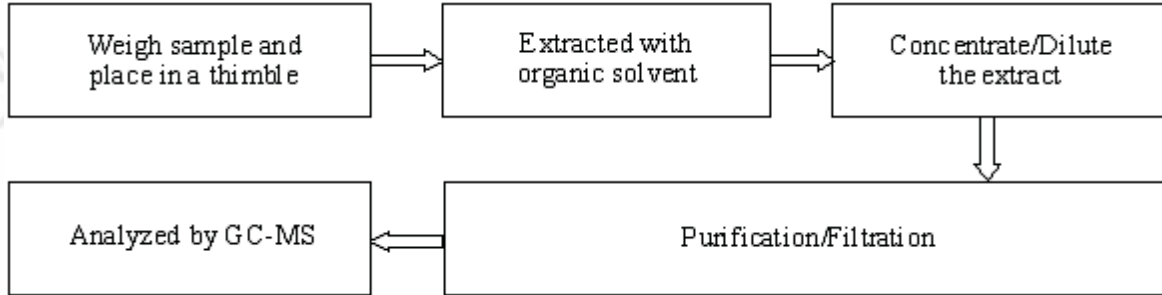 Weigh sample and
place in a thimble
Extracted with
organic solvent
Concentrate/Dilute
the extract
Analyzed by GC-MS
Purification/Filtration